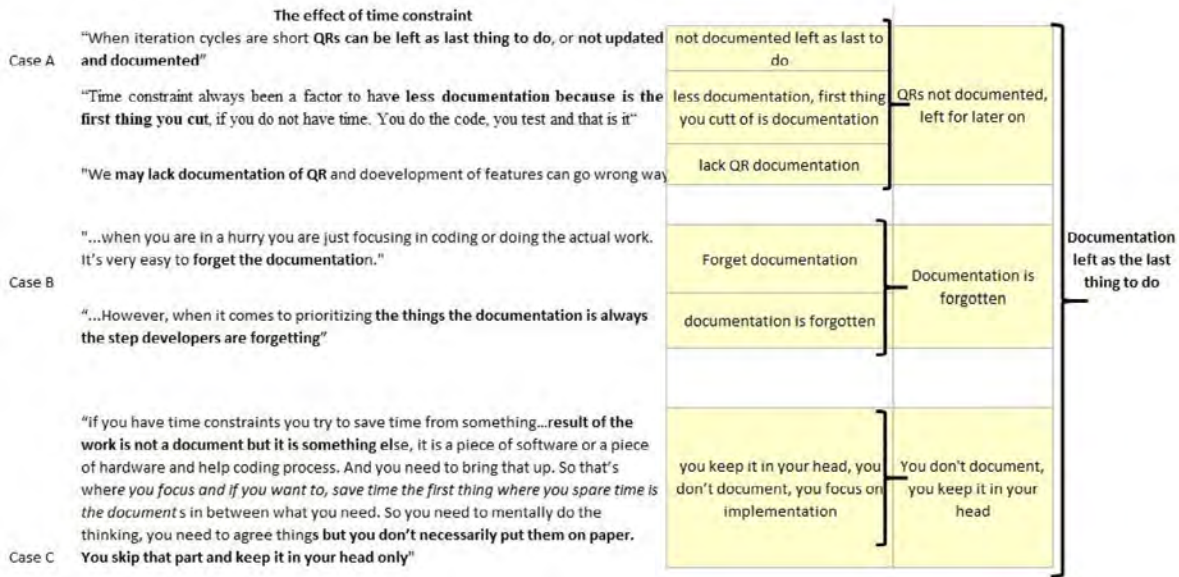 The effect of time constraint
"When iteration cycles are short QRs can be left as last thing to do, or not updated
Case A
and documented"
not documented left as last to
do
"Time constraint always been a factor to have less documentation because is the
first thing you cut, if you do not have time. You do the code, you test and that is it"
less documentation, first thing
you cutt of is documentation
QRs not documented,
left for later on
"We may lack documentation of QR and doevelopment of features can go wrong way
lack QR documentation
"...when you are in a hurry you are just focusing in coding or doing the actual work.
It's very easy to forget the documentation."
Forget documentation
Case B
"...However, when it comes to prioritizing the things the documentation is always
the step developers are forgetting"
documentation is forgotten
Documentation is
forgotten
Documentation
left as the last
thing to do
"if you have time constraints you try to save time from something...result of the
work is not a document but it is something else, it is a piece of software or a piece
of hardware and help coding process. And you need to bring that up. So that's
where you focus and if you want to, save time the first thing where you spare time is
the documents in between what you need. So you need to mentally do the
thinking, you need to agree things but you don't necessarily put them on paper.
Case C
You skip that part and keep it in your head only"
you keep it in your head, you
don't document, you focus on
implementation
You don't document,
you keep it in your
head